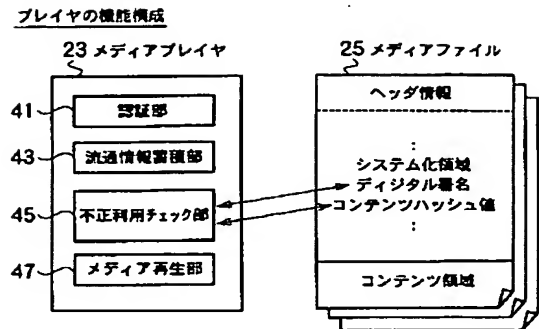 プレイヤの機能構成
23 メディアプレイヤ
41
認証部
43
流通情報蓄積部
45
不正利用チェック部
47
メディア再生部
25 メディアファイル
ヘッダ情報
:
システム化領域
ディジタル署名
コンテンツハッシュ値
:
コンテンツ領域